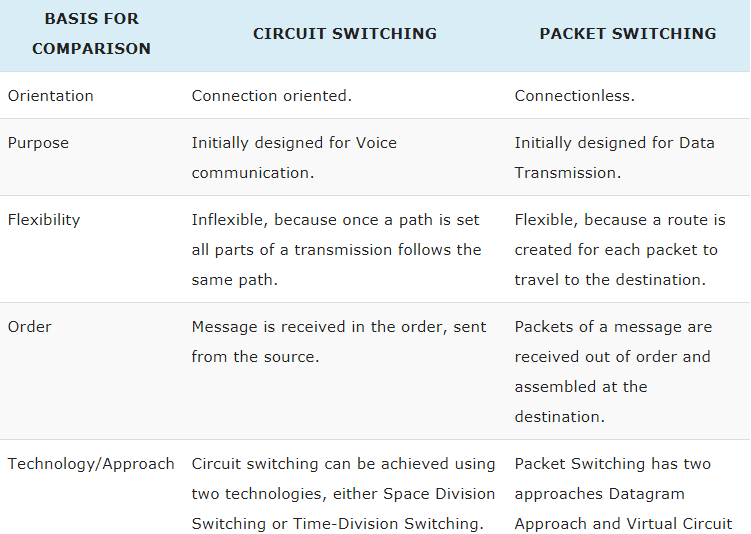 BASIS FOR
COMPARISON
CIRCUIT SWITCHING
PACKET SWITCHING
Orientation
Connection oriented.
Connectionless.
Purpose
Initially designed for Voice
communication.
Initially designed for Data
Transmission.
Flexibility
Inflexible, because once a path is set
all parts of a transmission follows the
same path.
Flexible, because a route is
created for each packet to
travel to the destination.
Order
Message is received in the order, sent
from the source.
Packets of a message are
received out of order and
assembled at the
destination.
Technology/Approach
Circuit switching can be achieved using
two technologies, either Space Division
Switching or Time-Division Switching.
Packet Switching has two
approaches Datagram
Approach and Virtual Circuit